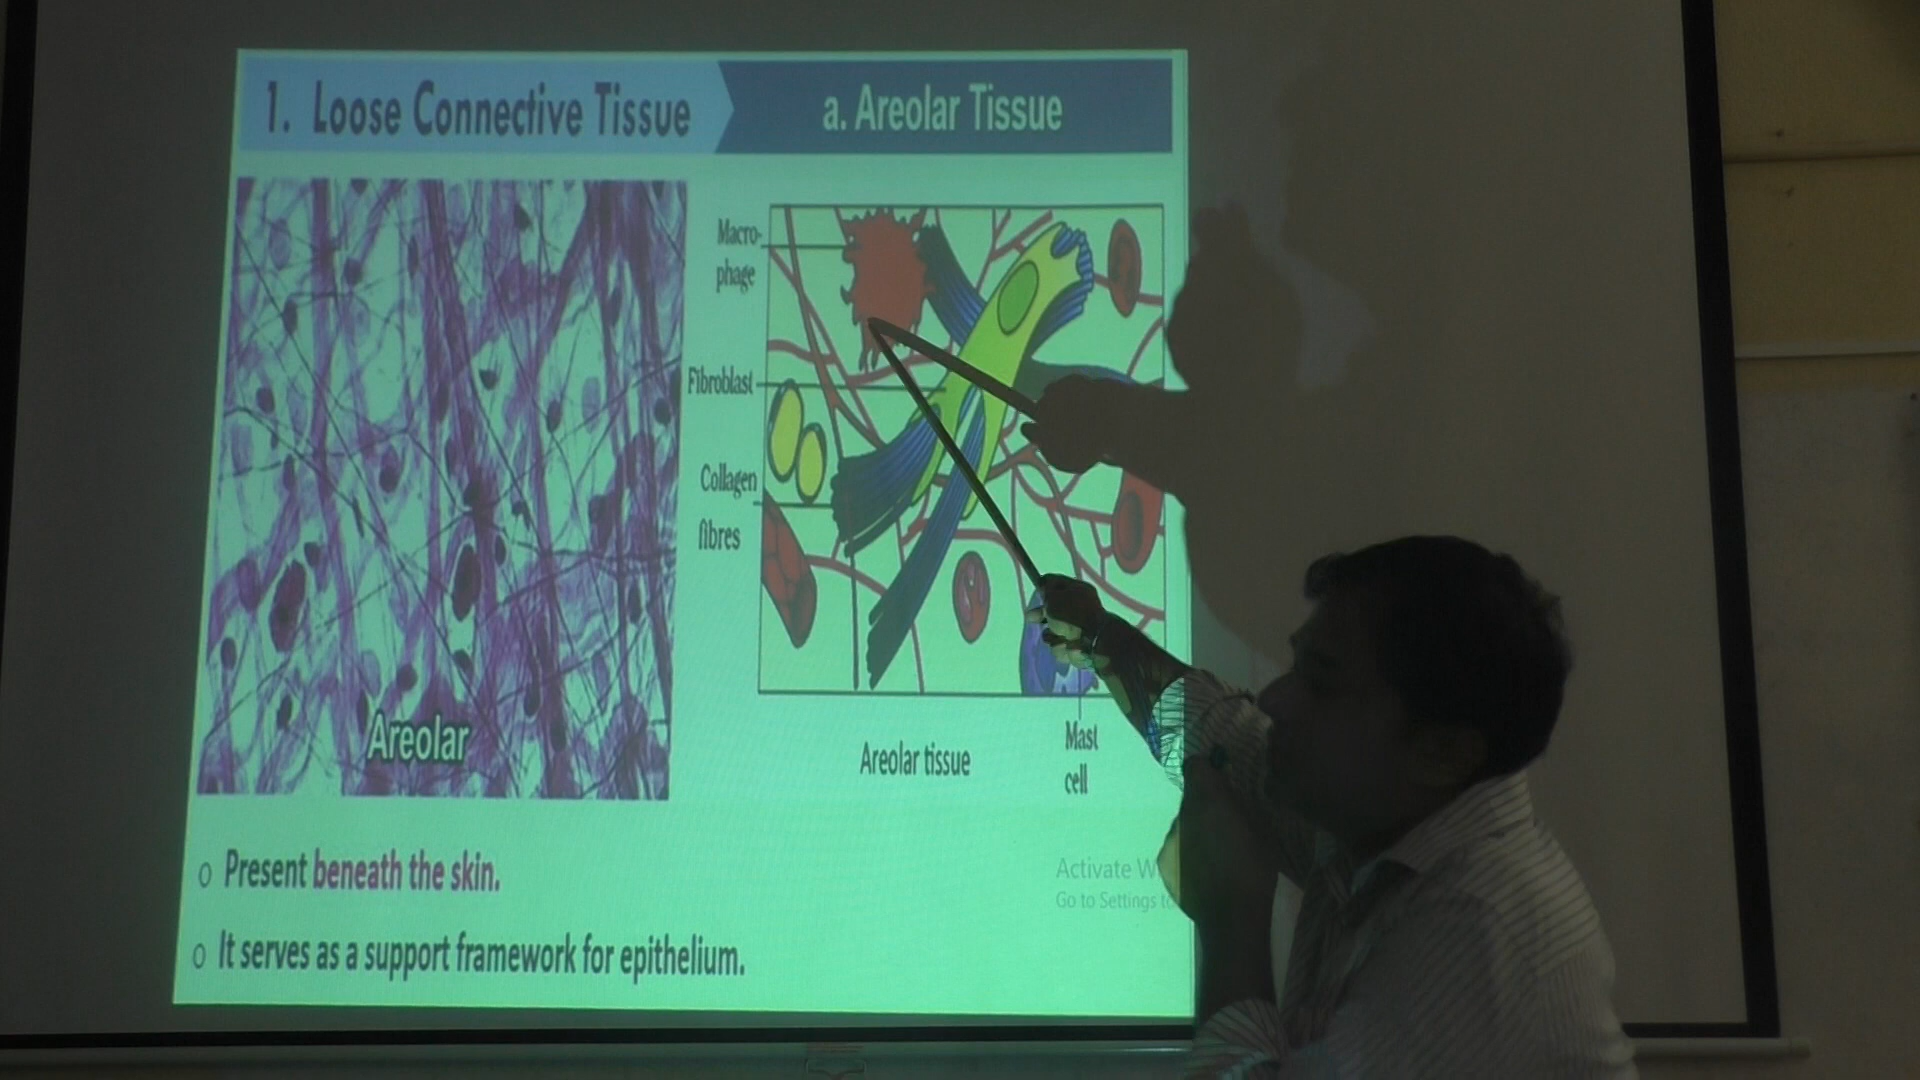 1. Loose Connective Tissue
a. Areolar Tissue
Macro-
phage
Fibroblast
Collagen
fibres
Areolar
Areolar tissue
Mast
cell
o Present beneath the skin.
o It serves as a support framework for epithelium.
Activate
Go to Settings